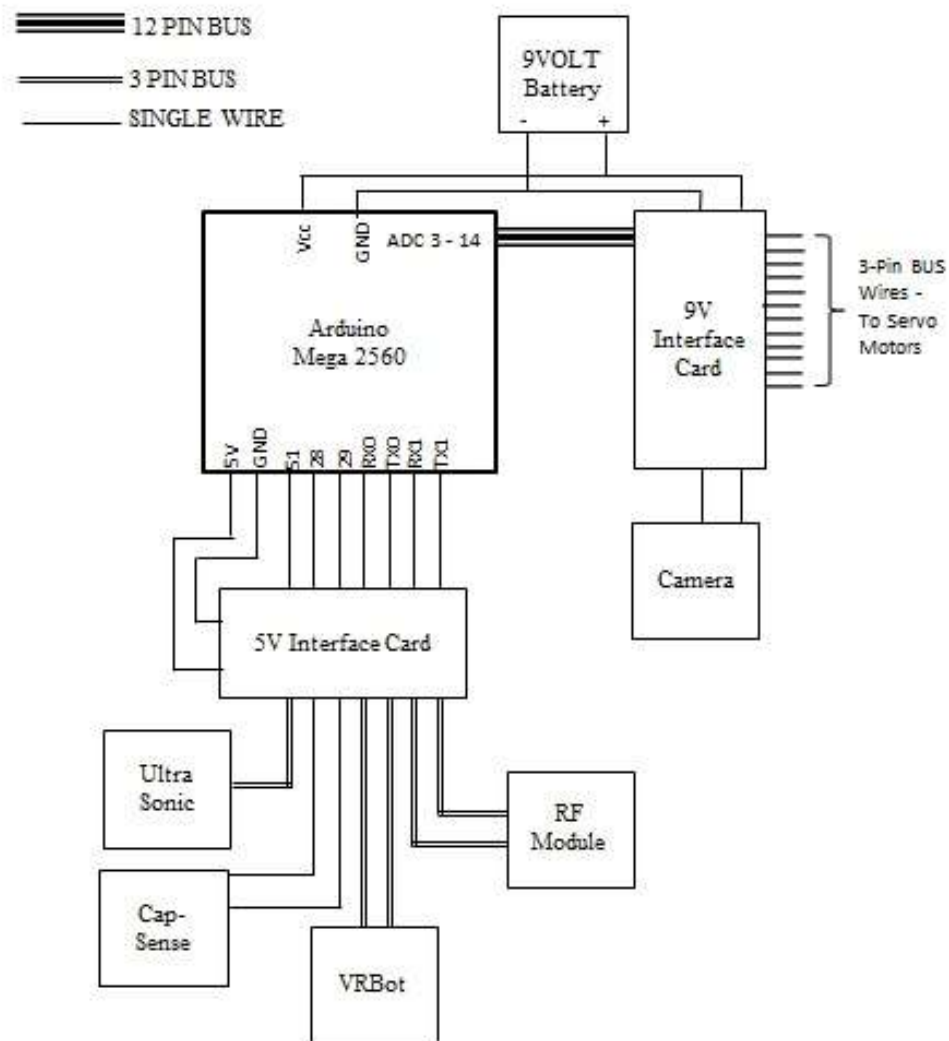 12 PIN BUS
3 PIN BUS
SINGLE WIRE
9VOLT
Battery
- +
Vcc
GND
ADC 3 - 14
Arduino
Mega 2560
9V
Interface
Card
3-Pin BUS
Wires -
To Servo
Motors
5V
GND
51
28
29
RX0
TX0
RX1
TX1
Camera
5V Interface Card
Ultra
Sonic
RF
Module
Cap-
Sense
VRBot